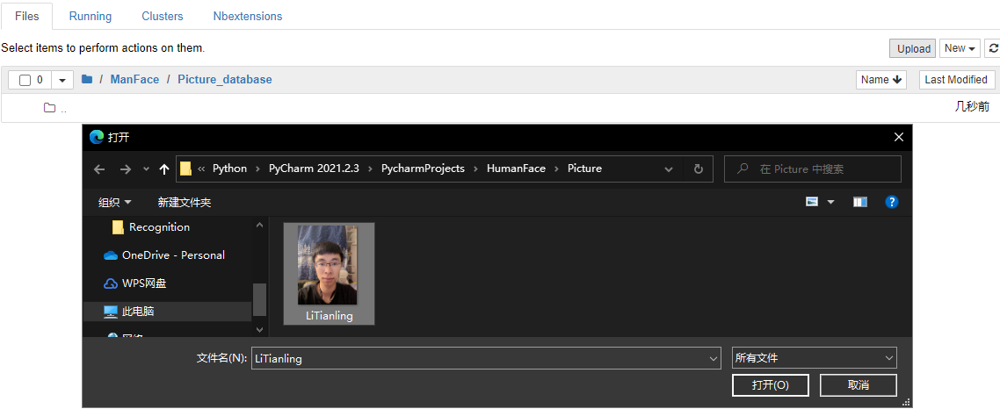 Files Running Clusters Nbextensions
Select items to perform actions on them.
Upload New
0 / ManFace / Picture_database
Name Last Modified
..
几秒前
打开
« Python › PyCharm 2021.2.3 › PycharmProjects › HumanFace › Picture
在 Picture 中搜索
组织 新建文件夹
?
Recognition
OneDrive - Personal
WPS网盘
此电脑
LiTianling
文件名(N): LiTianling
所有文件
打开(O) 取消